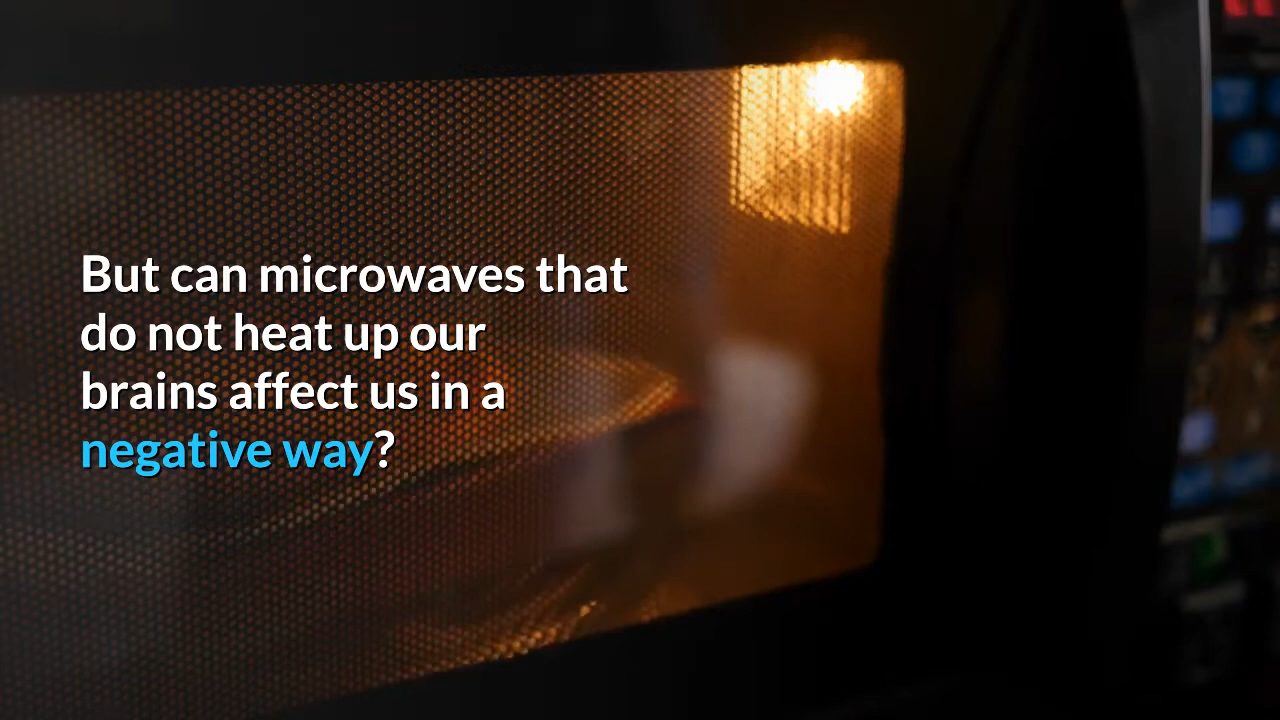 But can microwaves that
do not heat up our
brains affect us in a
negative way?